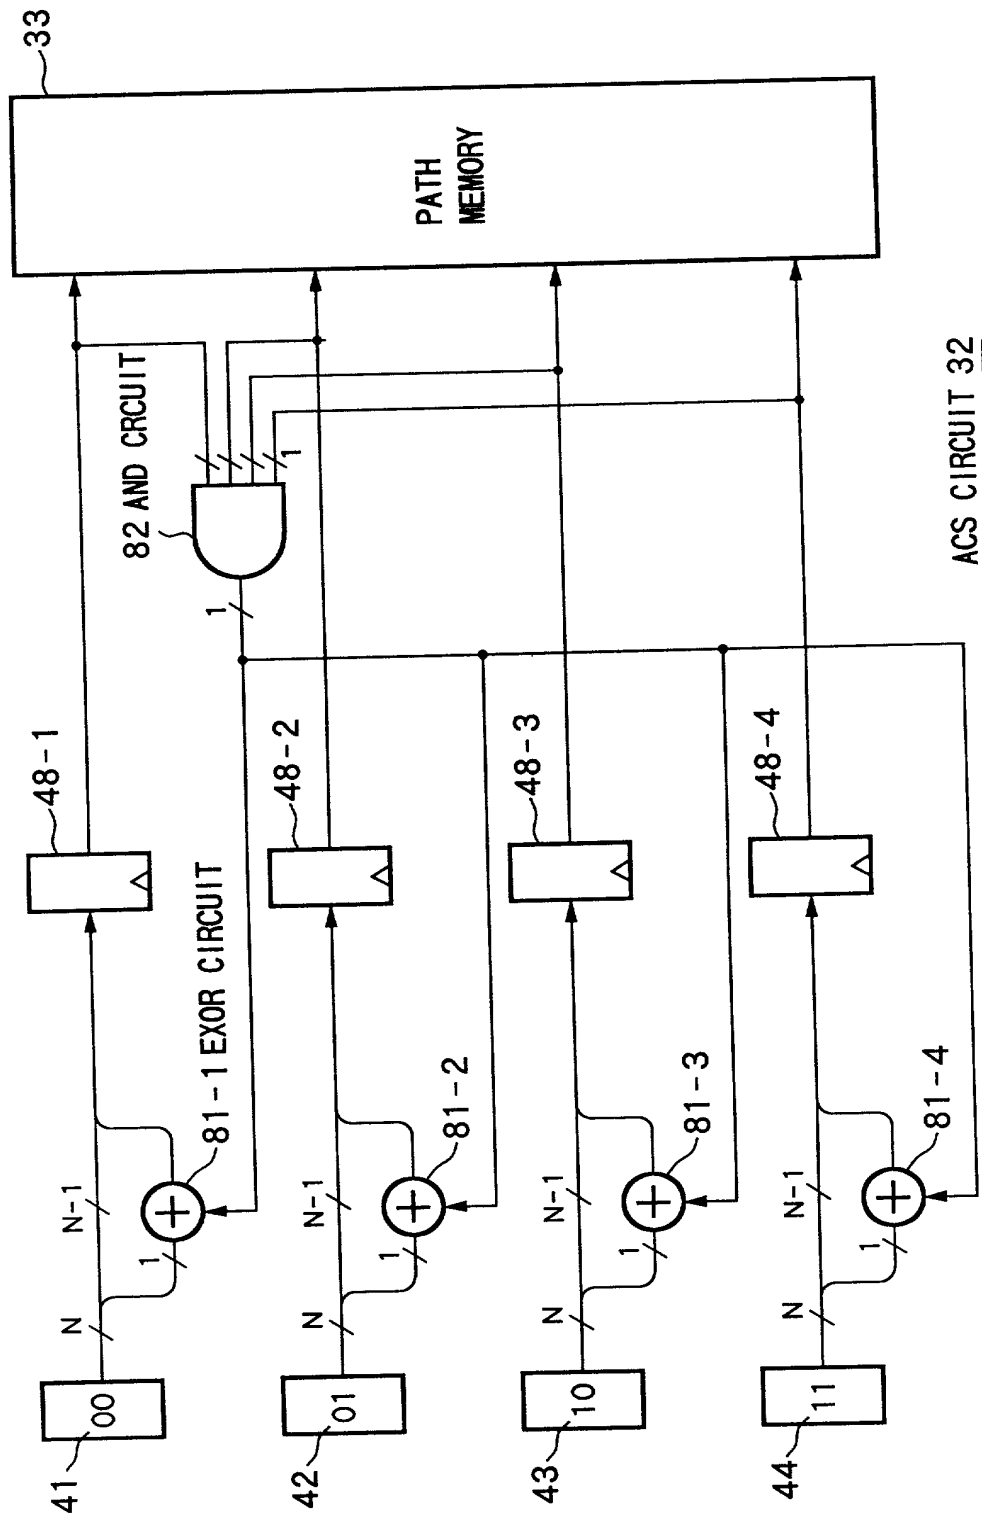 33
PATH
MEMORY
82 AND CRCUIT
1
1
48-1
48-2
48-3
48-4
81-1 EXOR CIRCUIT
81-2
81-3
81-4
N
N-1
1
N
N-1
1
N
N-1
1
N
N-1
1
41
00
42
01
43
10
44
11
ACS CIRCUIT 32